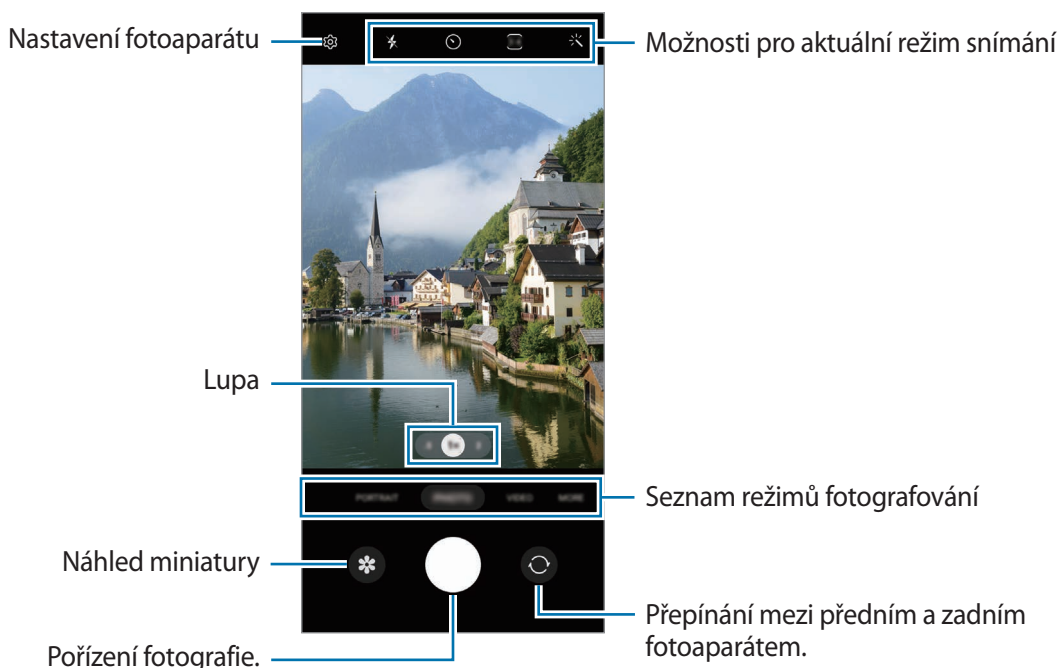 Nastavení fotoaparátu
Možnosti pro aktuální režim snímání
Lupa
PORTRAIT PHOTO VIDEO MORE
Seznam režimů fotografování
Náhled miniatury
Přepínání mezi předním a zadním
fotoaparátem.
Pořízení fotografie.